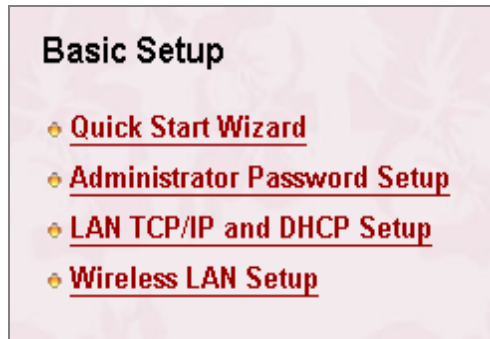 Basic Setup
Quick Start Wizard
Administrator Password Setup
LAN TCP/IP and DHCP Setup
Wireless LAN Setup